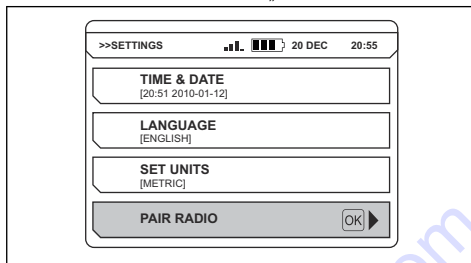 >>SETTINGS 20 DEC 20:55
TIME & DATE
[20:51 2010-01-12]
LANGUAGE
[ENGLISH]
SET UNITS
[METRIC]
PAIR RADIO OK